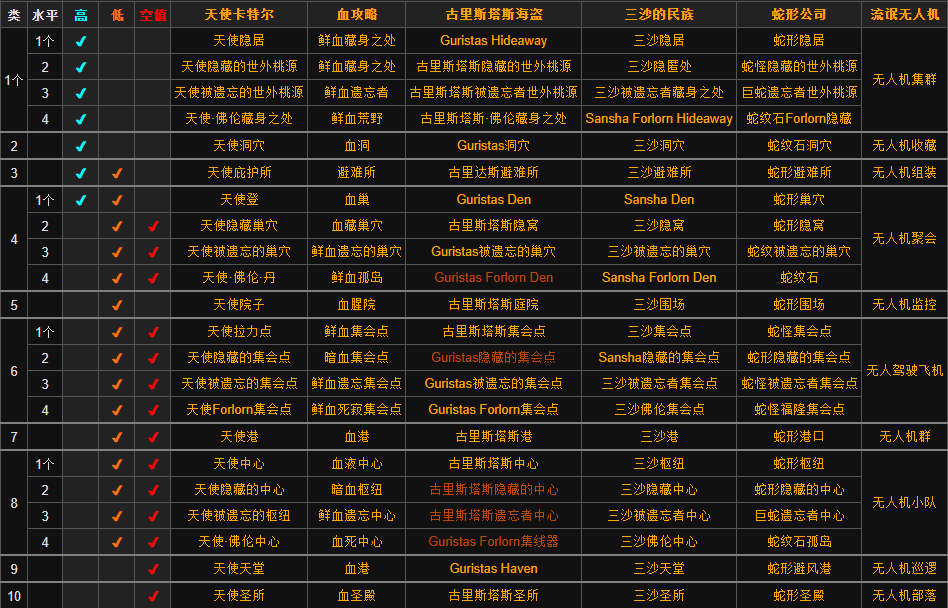 类 水平 高 低 空值 天使卡特尔 血攻略 古里斯塔斯海盗 三沙的民族 蛇形公司 流氓无人机
1个 1个 ✔ 天使隐居 鲜血藏身之处 Guristas Hideaway 三沙隐居 蛇形隐居 无人机集群
2 ✔ 天使隐藏的世外桃源 鲜血藏身之处 古里斯塔斯隐藏的世外桃源 三沙隐匿处 蛇怪隐藏的世外桃源
3 ✔ 天使被遗忘的世外桃源 鲜血遗忘者 古里斯塔斯被遗忘者世外桃源 三沙被遗忘者藏身之处 巨蛇遗忘者世外桃源
4 ✔ 天使·佛伦藏身之处 鲜血荒野 古里斯塔斯·佛伦藏身之处 Sansha Forlorn Hideaway 蛇纹石Forlorn隐藏
2 ✔ 天使洞穴 血洞 Guristas洞穴 三沙洞穴 蛇纹石洞穴 无人机收藏
3 ✔ ✔ 天使庇护所 避难所 古里达斯避难所 三沙避难所 蛇形避难所 无人机组装
4 1个 ✔ ✔ 天使登 血巢 Guristas Den Sansha Den 蛇形巢穴 无人机聚会
2 ✔ ✔ 天使隐藏巢穴 血藏巢穴 古里斯塔斯隐窝 三沙隐窝 蛇形隐窝
3 ✔ ✔ 天使被遗忘的巢穴 鲜血遗忘的巢穴 Guristas被遗忘的巢穴 三沙被遗忘的巢穴 蛇纹被遗忘的巢穴
4 ✔ ✔ 天使·佛伦·丹 鲜血孤岛 Guristas Forlorn Den Sansha Forlorn Den 蛇纹石
5 ✔ 天使院子 血腥院 古里斯塔斯庭院 三沙围场 蛇形围场 无人机监控
6 1个 ✔ ✔ 天使拉力点 鲜血集会点 古里斯塔斯集会点 三沙集会点 蛇怪集会点 无人驾驶飞机
2 ✔ ✔ 天使隐藏的集会点 暗血集会点 Guristas隐藏的集会点 Sansha隐藏的集会点 蛇形隐藏的集会点
3 ✔ ✔ 天使被遗忘的集会点 鲜血遗忘集会点 Guristas被遗忘的集会点 三沙被遗忘者集会点 蛇怪被遗忘者集会点
4 ✔ ✔ 天使Forlorn集会点 鲜血死寂集会点 Guristas Forlorn集会点 三沙佛伦集会点 蛇怪福隆集会点
7 ✔ ✔ 天使港 血港 古里斯塔斯港 三沙港 蛇形港口 无人机群
8 1个 ✔ ✔ 天使中心 血液中心 古里斯塔斯中心 三沙枢纽 蛇形枢纽 无人机小队
2 ✔ ✔ 天使隐藏的中心 暗血枢纽 古里斯塔斯隐藏的中心 三沙隐藏中心 蛇形隐藏的中心
3 ✔ ✔ 天使被遗忘的枢纽 鲜血遗忘中心 古里斯塔斯遗忘者中心 三沙被遗忘者中心 巨蛇遗忘者中心
4 ✔ ✔ 天使·佛伦中心 血死中心 Guristas Forlorn集线器 三沙佛伦中心 蛇纹石孤岛
9 ✔ 天使天堂 血港 Guristas Haven 三沙天堂 蛇形避风港 无人机巡逻
10 ✔ 天使圣所 血圣殿 古里斯塔斯圣所 三沙圣所 蛇形圣殿 无人机部落